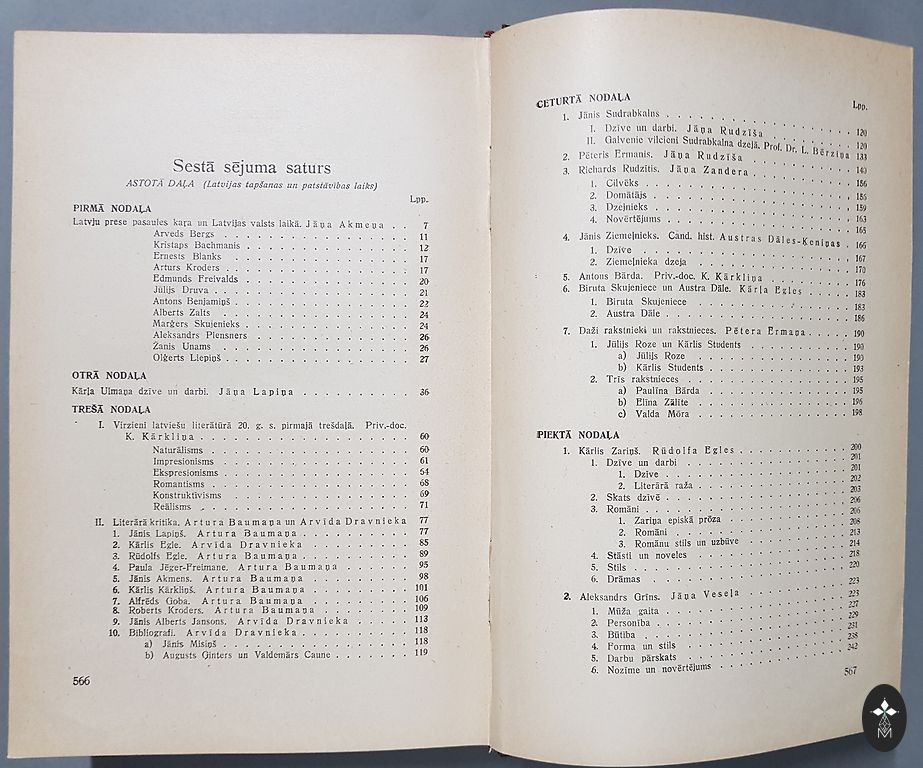 Sestā sējuma saturs
ASTOTĀ DAĻA (Latvijas tapšanas un patstāvības laiks)
Lpp.
PIRMĀ NODAĻA
Latvju prese pasaules kaŗa un Latvijas valsts laikā. Jāņa Akmeņa . . 7
Arveds Bergs . . . 11
Kristaps Bachmanis . . . 12
Ernests Blanks . . . 17
Arturs Kroders . . . 17
Edmunds Freivalds . . . 20
Jūlijs Druva . . . 21
Antons Benjamiņš . . . 22
Alberts Zalts . . . 24
Marģers Skujenieks . . . 24
Aleksandrs Plensners . . . 26
Žanis Unams . . . 26
Oļģerts Liepiņš . . . 27
OTRĀ NODAĻA
Kārļa Ulmaņa dzīve un darbi. Jāņa Lapiņa . . . 36
TREŠĀ NODAĻA
I. Virzieni latviešu literātūrā 20. g. s. pirmajā trešdaļā. Priv.-doc.
K. Kārkliņa . . . 60
Naturālisms . . . 60
Impresionisms . . . 61
Ekspresionisms . . . 64
Romantisms . . . 68
Konstruktīvisms . . . 69
Reālisms . . . 71
II. Literārā kritika. Artura Baumaņa un Arvīda Dravnieka 77
1. Jānis Lapiņš. Artura Baumaņa . . . 77
2. Kārlis Egle. Arvīda Dravnieka . . . 85
3. Rūdolfs Egle. Artura Baumaņa . . . 89
4. Paula Jēger-Freimane. Artura Baumaņa . . . 95
5. Jānis Akmens. Artura Baumaņa . . . 98
6. Kārlis Kārkliņš. Artura Baumaņa . . . 101
7. Alfrēds Goba. Artura Baumaņa . . . 106
8. Roberts Kroders. Artura Baumaņa . . . 109
9. Jānis Alberts Jansons. Arvīda Dravnieka . . . 113
10. Bibliografi. Arvīda Dravnieka . . . 118
a) Jānis Misiņš . . . 118
b) Augusts Ģinters un Valdemārs Caune . . . 119
566
CETURTĀ NODAĻA
Lpp.
1. Jānis Sudrabkalns . . . 120
I. Dzīve un darbi. Jāņa Rudzīša . . . 120
II. Galvenie vilcieni Sudrabkalna dzejā. Prof. Dr. L. Bērziņa 133
2. Pēteris Ermanis. Jāņa Rudzīša . . . 140
3. Richards Rudzītis. Jāņa Zandera . . . 156
1. Cilvēks . . . 156
2. Domātājs . . . 159
3. Dzejnieks . . . 163
4. Novērtējums . . . 165
4. Jānis Ziemeļnieks. Cand. hist. Austras Dāles-Keniņas . 166
1. Dzīve . . . 167
2. Ziemeļnieka dzeja . . . 170
5. Antons Bārda. Priv.-doc. K. Kārkliņa . . . 176
6. Biruta Skujeniece un Austra Dāle. Kārļa Egles . . . 183
1. Biruta Skujeniece . . . 183
2. Austra Dāle . . . 186
7. Daži rakstnieki un rakstnieces. Pētera Ermaņa . . . 190
1. Jūlijs Roze un Kārlis Students . . . 190
a) Jūlijs Roze . . . 190
b) Kārlis Students . . . 193
2. Trīs rakstnieces . . . 195
a) Paulīna Bārda . . . 195
b) Elīna Zālīte . . . 196
c) Valda Mōra . . . 198
PIEKTĀ NODAĻA
1. Kārlis Zariņš. Rūdolfa Egles . . . 200
1. Dzīve un darbi . . . 201
1. Dzīve . . . 201
2. Literārā raža . . . 202
2. Skats dzīvē . . . 203
3. Romāni . . . 206
1. Zariņa episkā prōza . . . 206
2. Romāni . . . 208
3. Romānu stils un uzbūve . . . 213
4. Stāsti un noveles . . . 214
5. Stils . . . 218
6. Drāmas . . . 220
2. Aleksandrs Grīns. Jāņa Veseļa . . . 223
1. Mūža gaita . . . 223
2. Personība . . . 227
3. Būtība . . . 229
4. Forma un stils . . . 231
5. Darbu pārskats . . . 238
6. Nozīme un novērtējums . . . 242
567